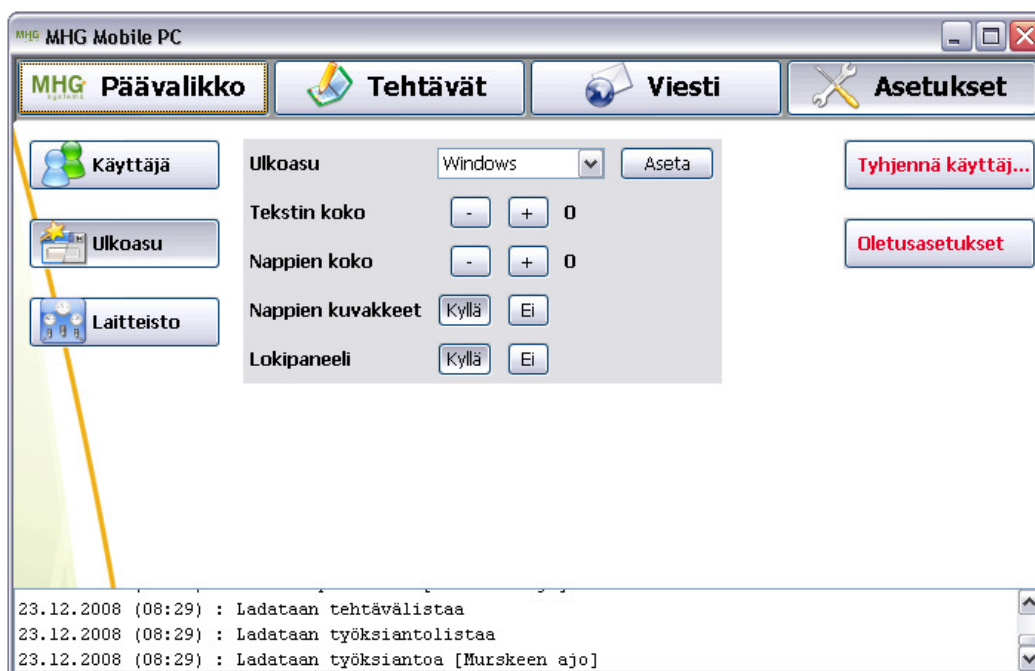 MHG MHG Mobile PC
MHG systems Päävalikko Tehtävät Viesti Asetukset
Käyttäjä
Ulkoasu
Laitteisto
Ulkoasu Windows Aseta
Tekstin koko - + 0
Nappien koko - + 0
Nappien kuvakkeet Kyllä Ei
Lokipaneeli Kyllä Ei
Tyhjennä käyttäj...
Oletusasetukset
23.12.2008 (08:29) : Ladataan tehtävälistaa
23.12.2008 (08:29) : Ladataan työksiantolistaa
23.12.2008 (08:29) : Ladataan työksiantoa [Murskeen ajo]